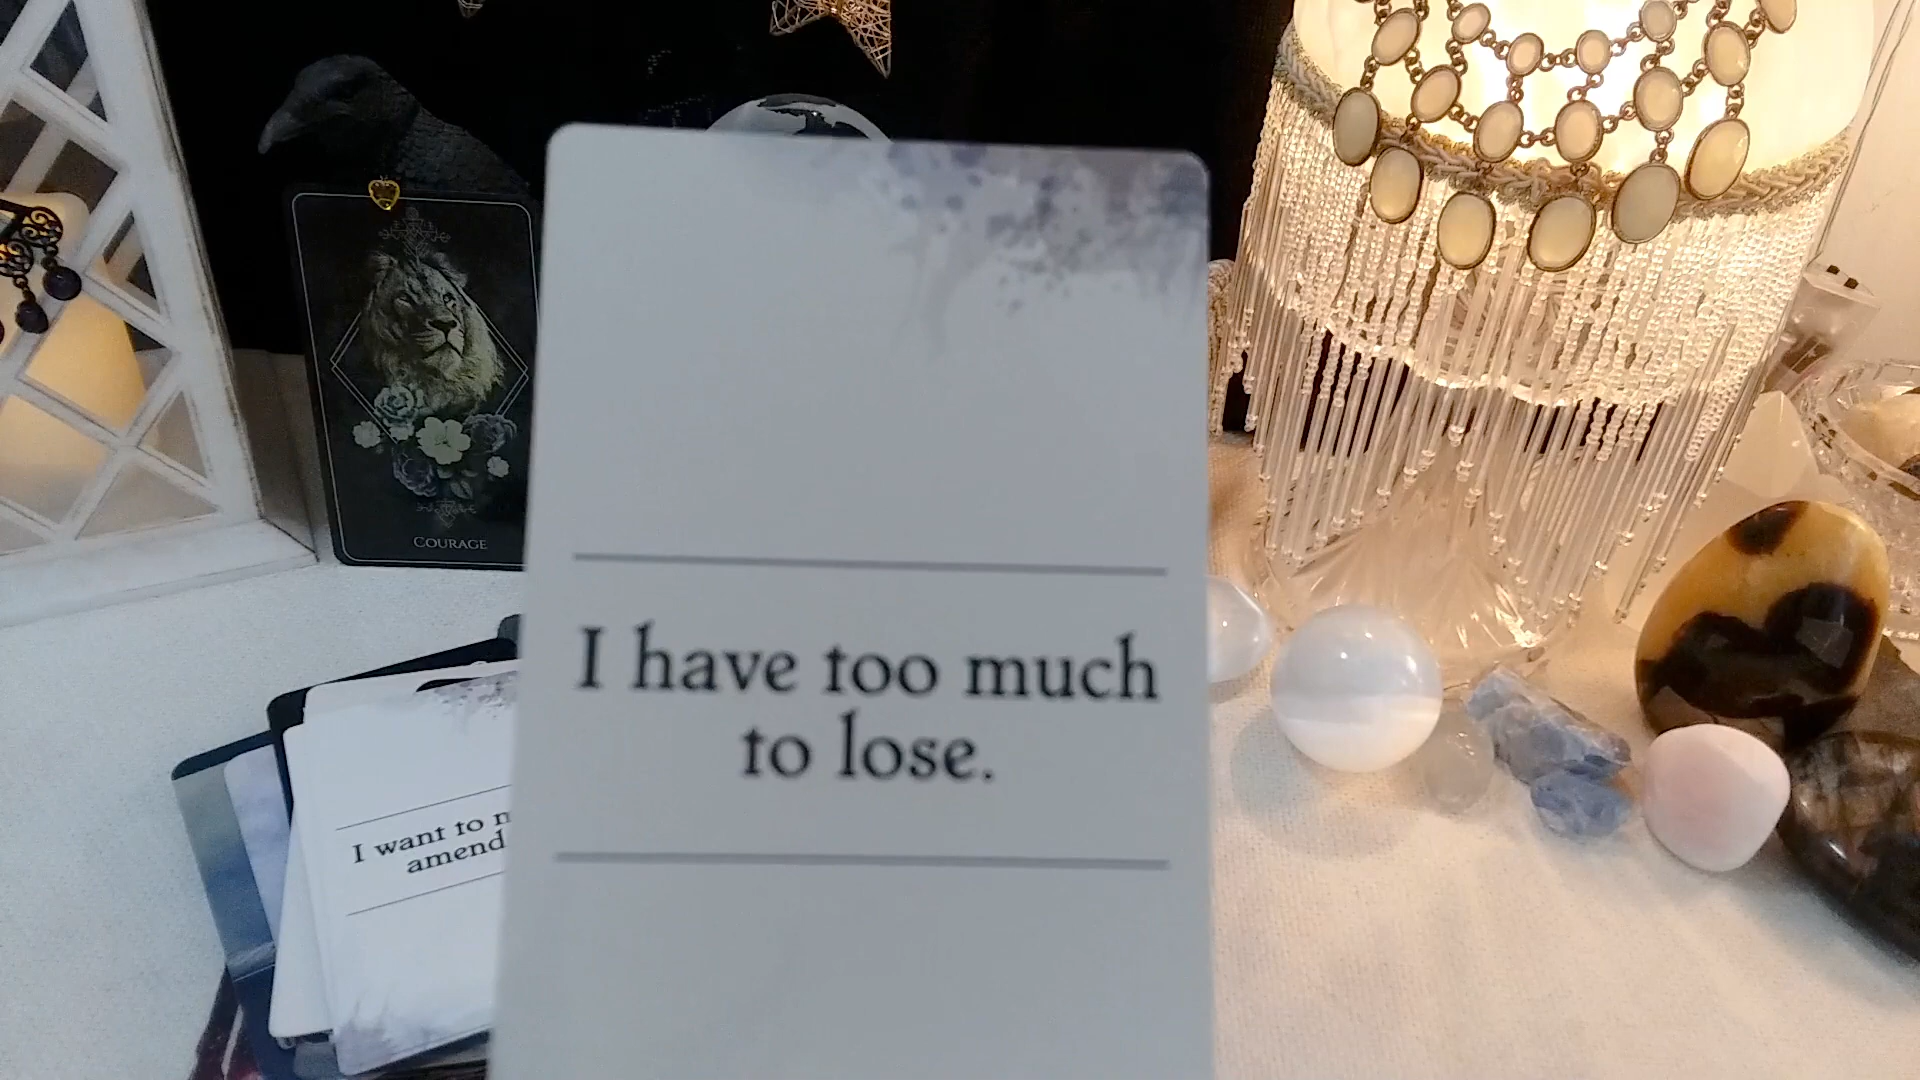 COURAGE
I have too much
to lose.
I want to
amend